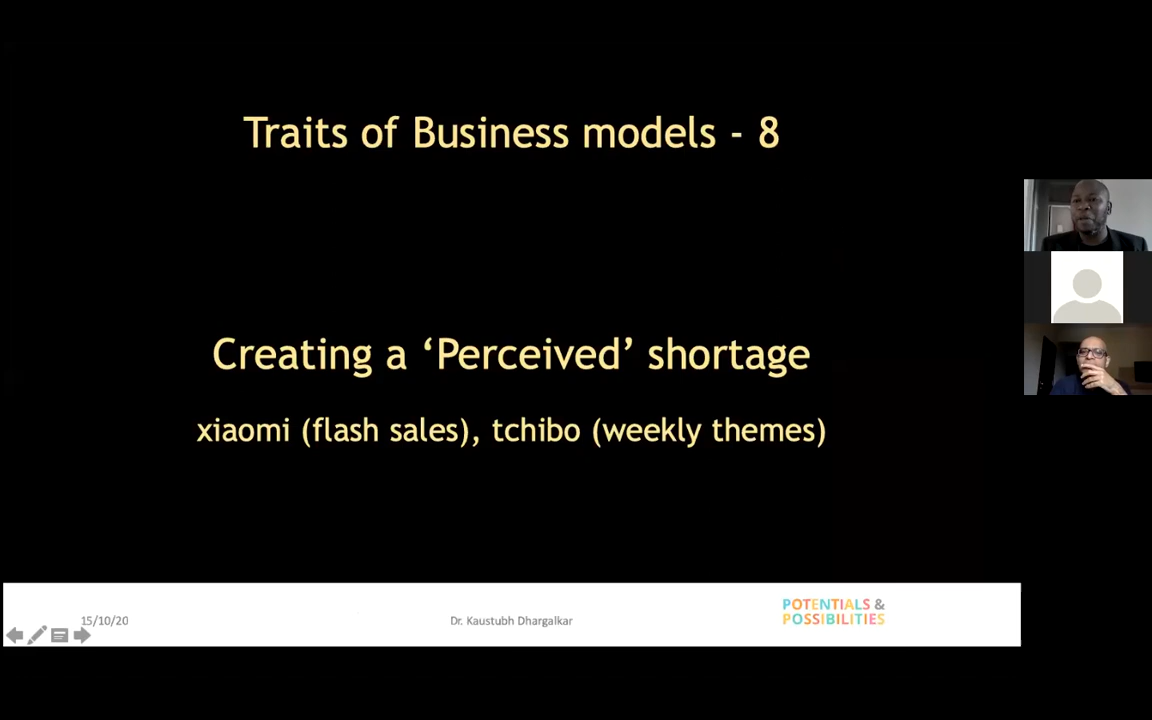 Traits of Business models - 8
Creating a ‘Perceived’ shortage
xiaomi (flash sales), tchibo (weekly themes)
15/10/20
Dr. Kaustubh Dhargalkar
POTENTIALS &
POSSIBILITIES